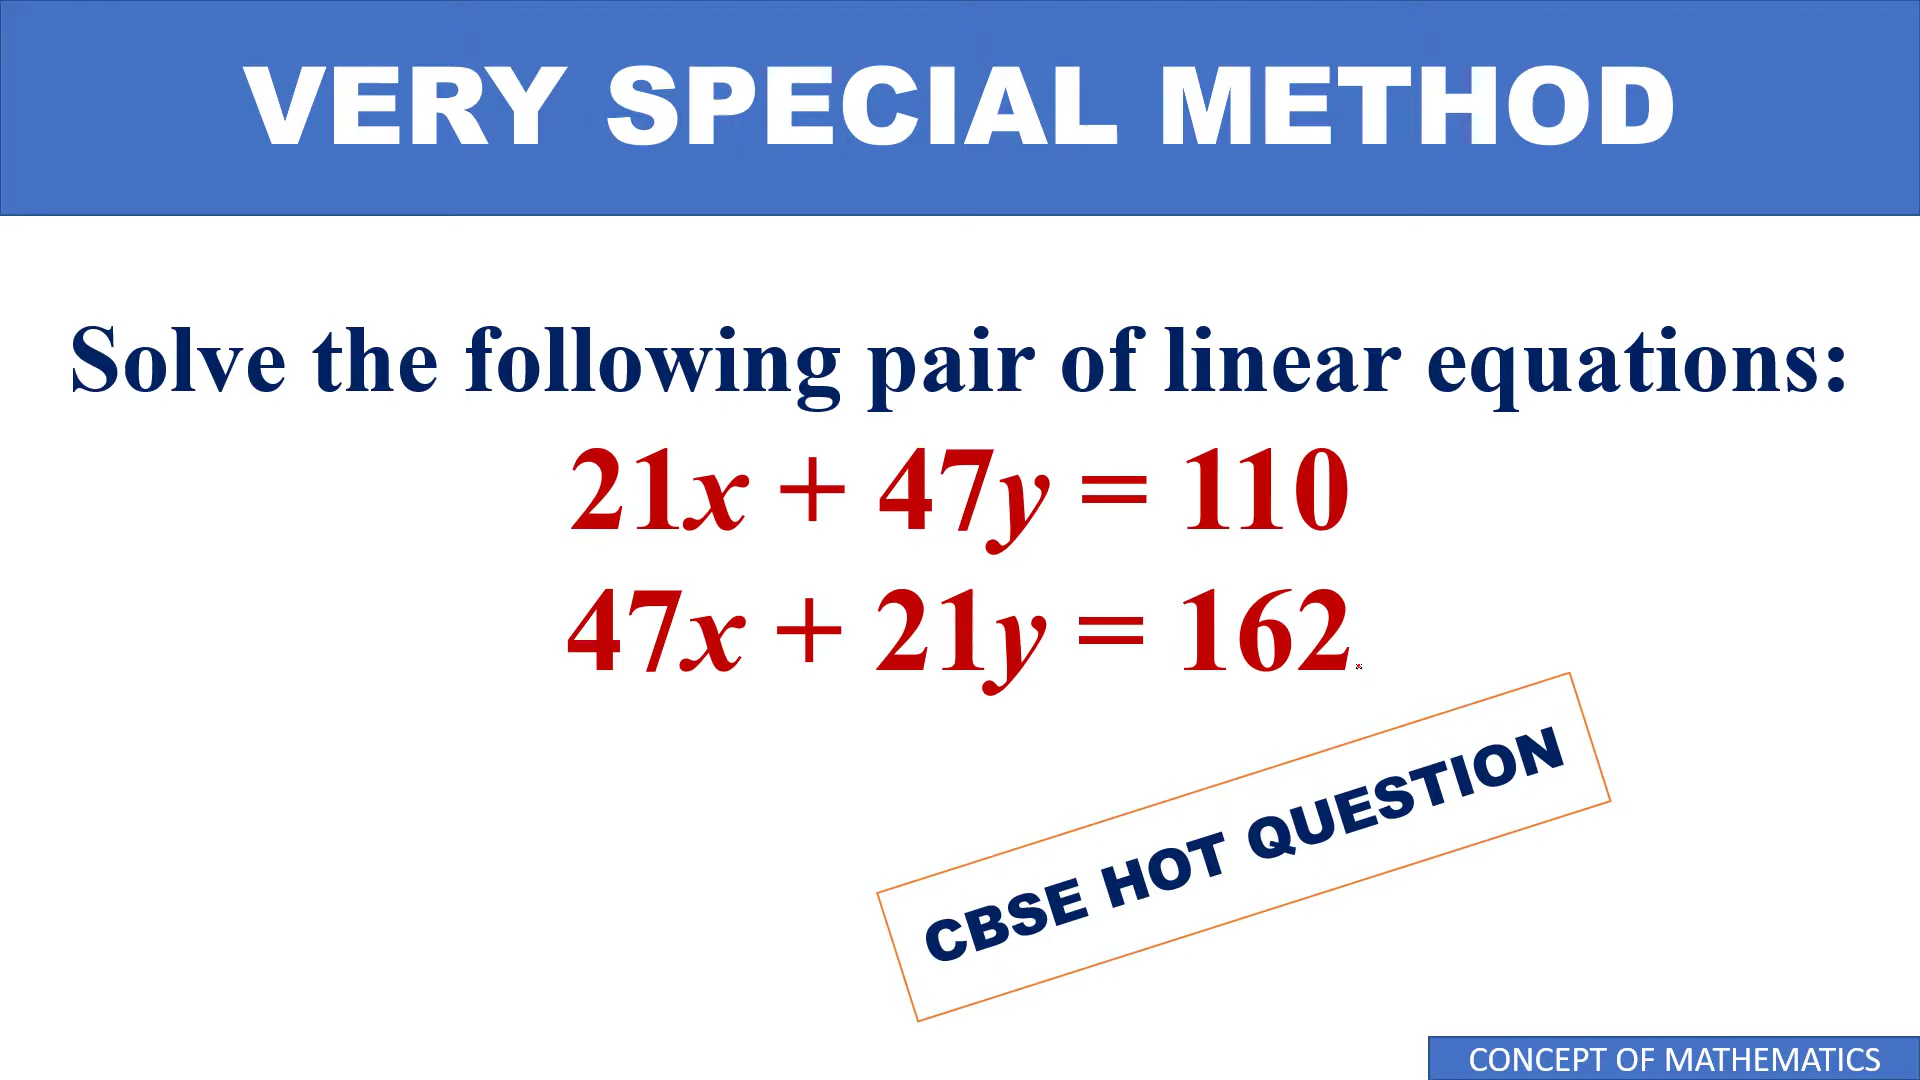 VERY SPECIAL METHOD
Solve the following pair of linear equations:
21x + 47y = 110
47x + 21y = 162.
CBSE HOT QUESTION
CONCEPT OF MATHEMATICS